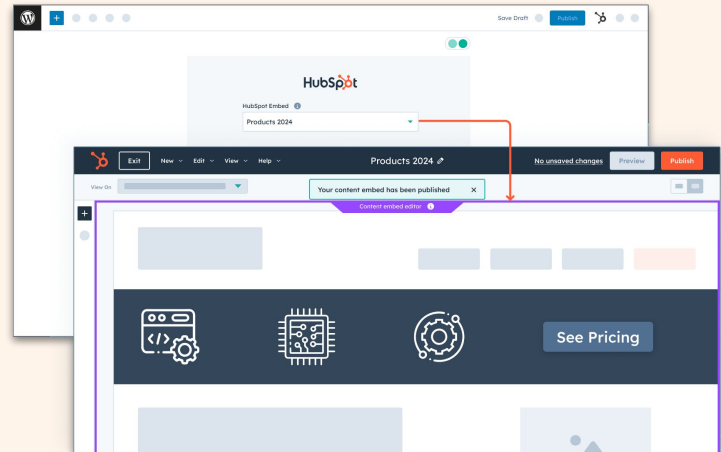 Save Draft Publish
HubSpot
HubSpot Embed
Products 2024
Exit New Edit View Help Products 2024 No unsaved changes Preview Publish
View On
Your content embed has been published X
Content embed editor
</>
See Pricing